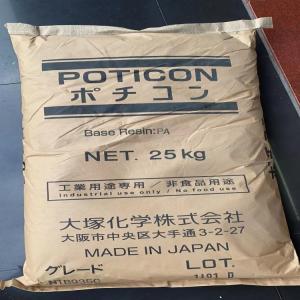 POTICON
ポチコン
Base Resin:PA
NET. 25kg
工業用途専用／非食品用途
Industrial use only / No food use
大塚化学株式会社
大阪市中央区大手通3-2-27
MADE IN JAPAN
グレード LOT.